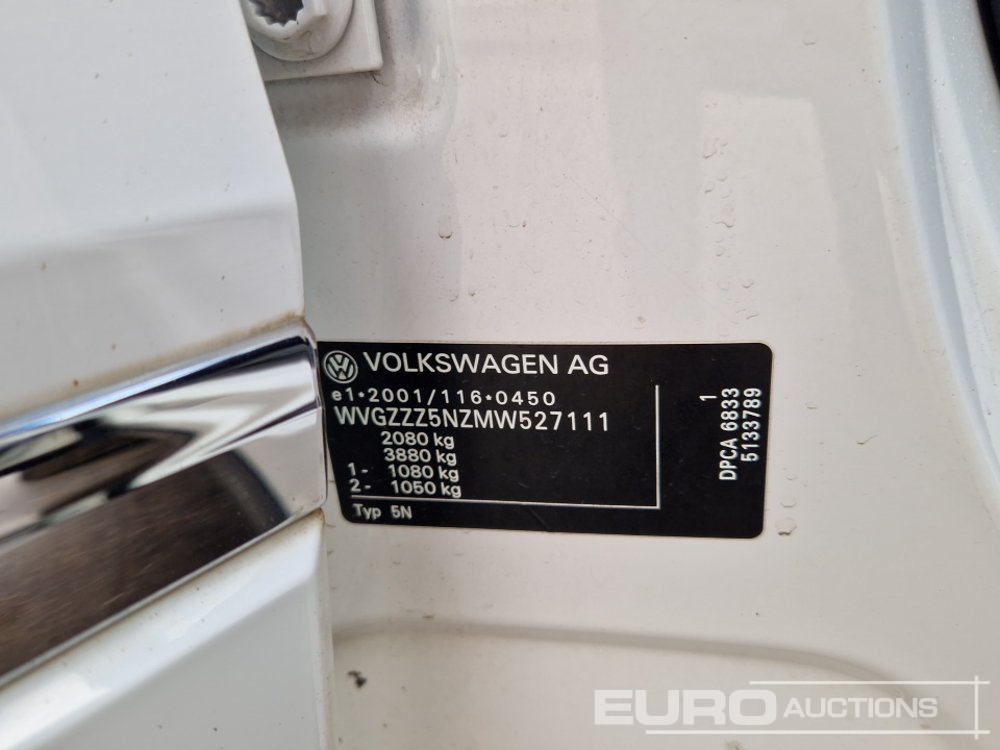 VOLKSWAGEN AG
e1*2001/116*0450
WVGZZZ5NZMW527111
2080 kg
3880 kg
1- 1080 kg
2- 1050 kg
Typ 5N
1
DPCA 6833
5133789
EURO AUCTIONS